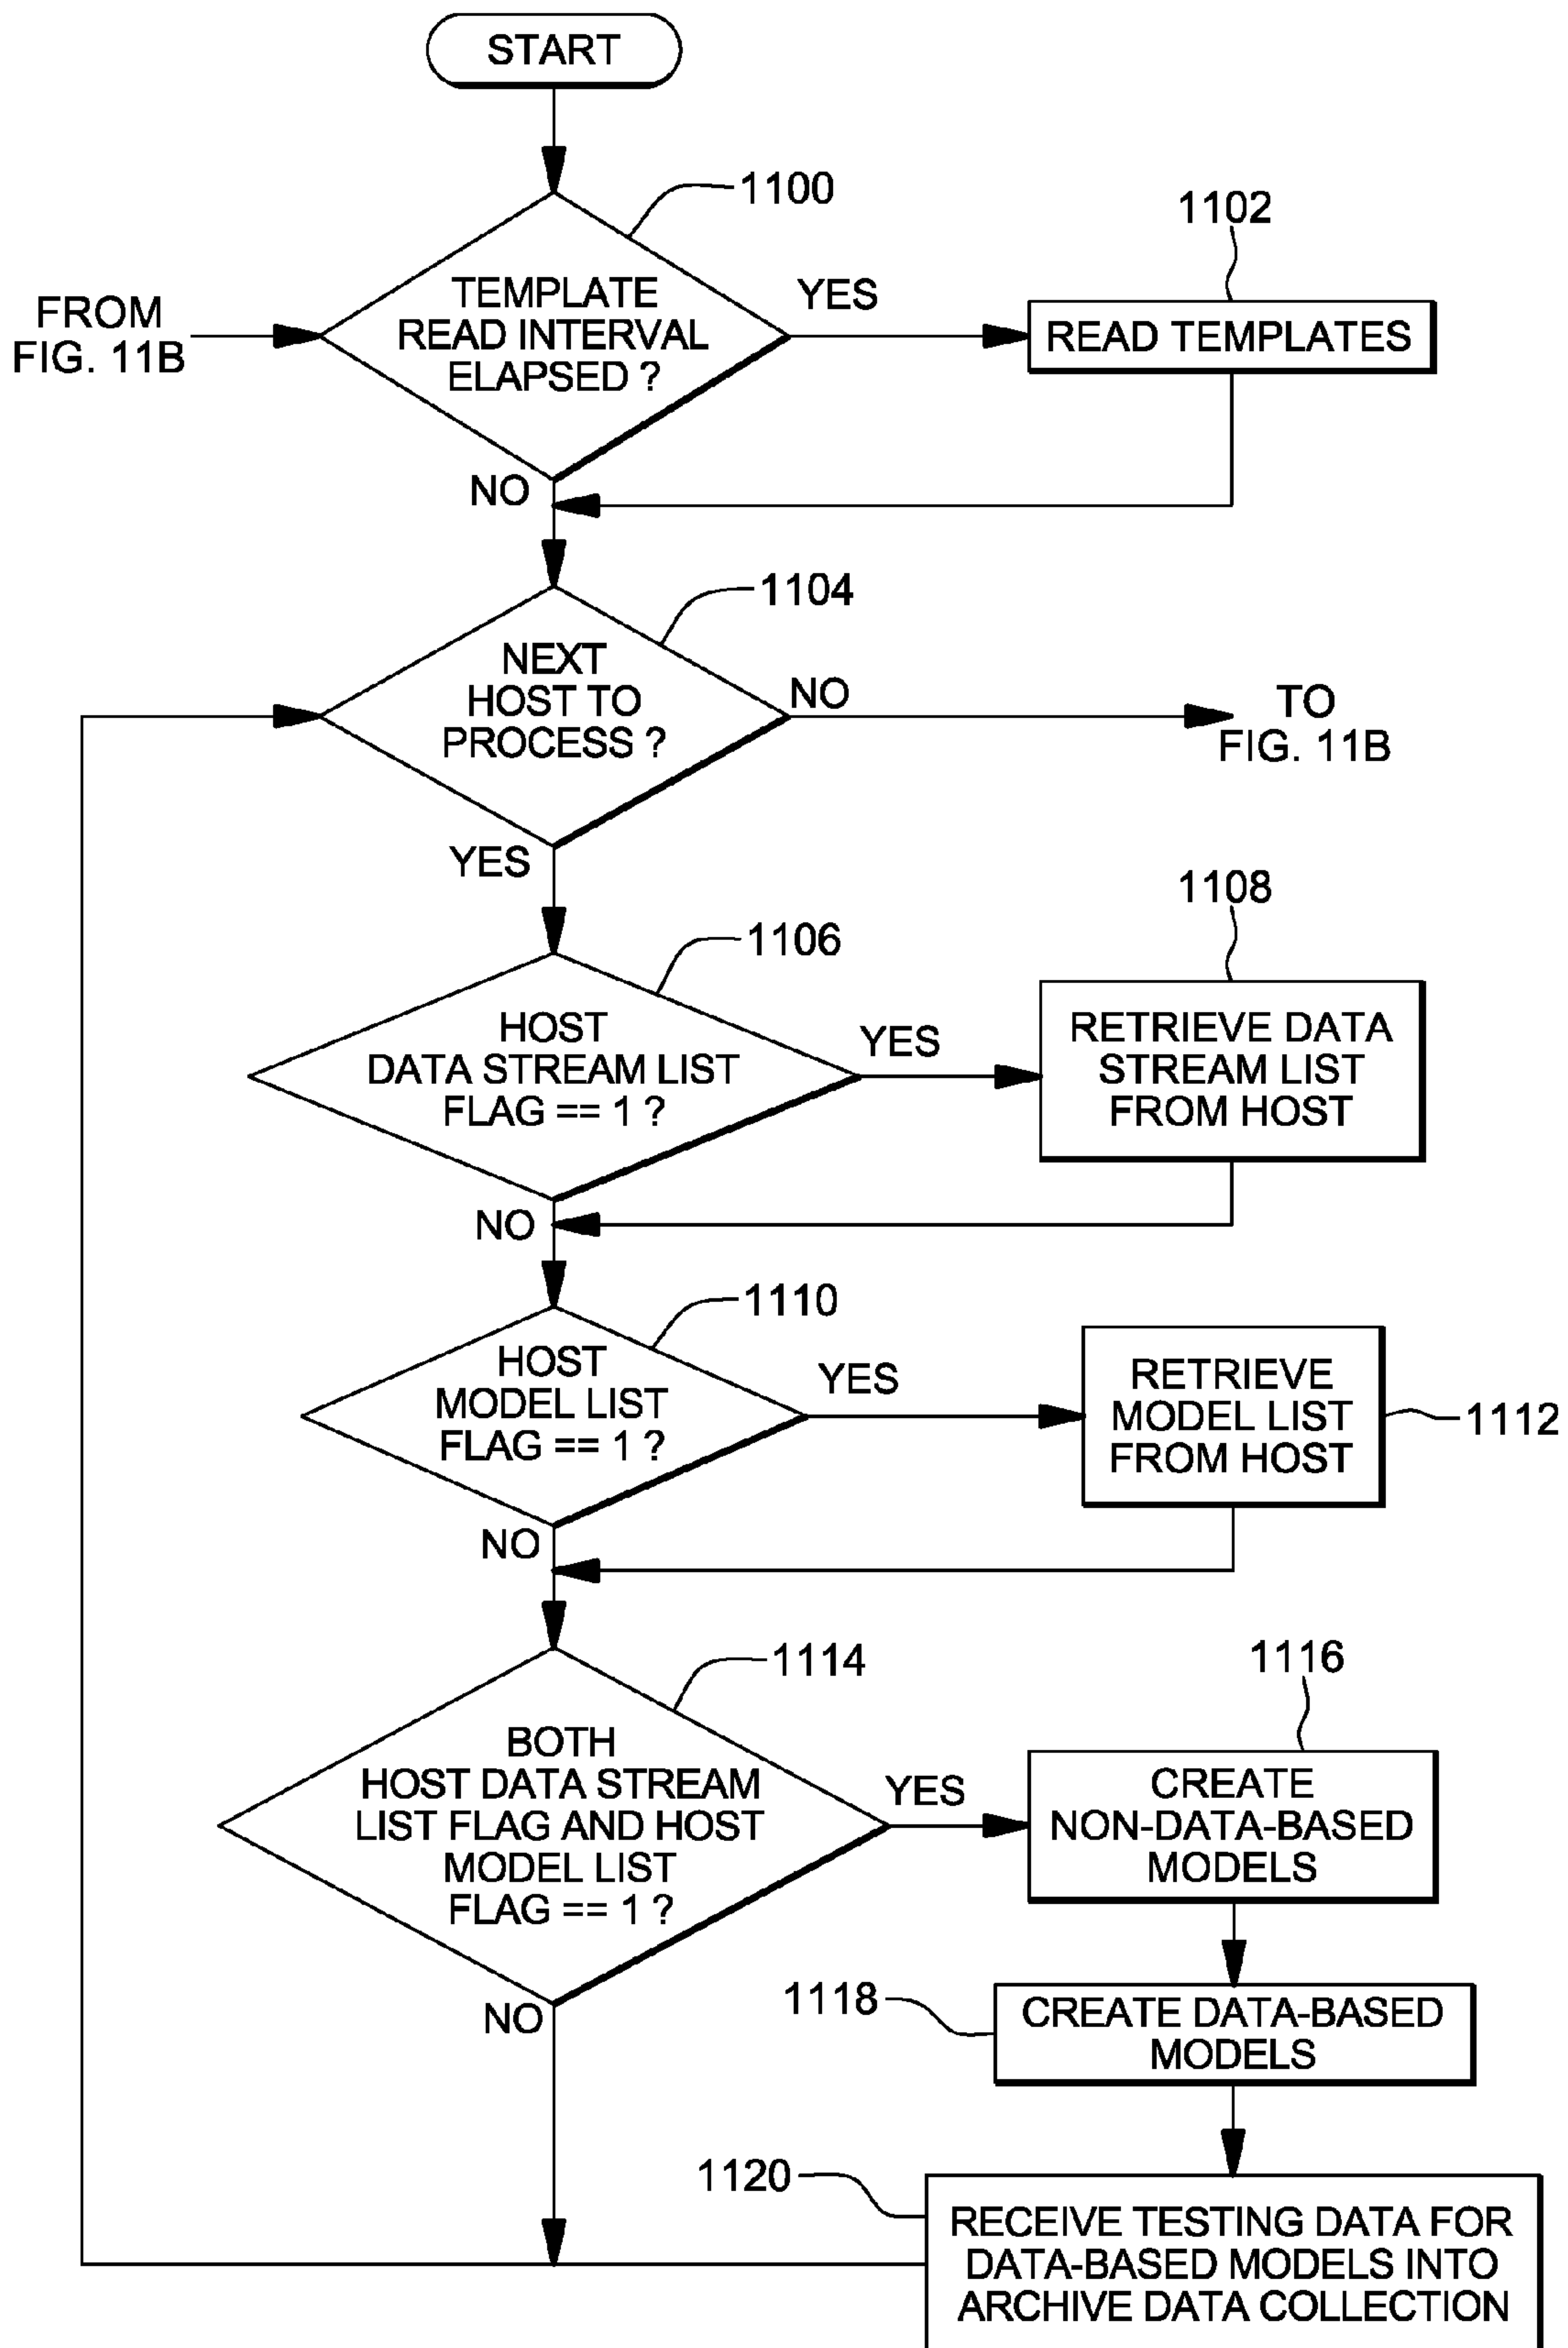 START
1100
1102
TEMPLATE
READ INTERVAL
ELAPSED ?
YES
READ TEMPLATES
FROM
FIG. 11B
NO
1104
NEXT
HOST TO
PROCESS ?
NO
TO
FIG. 11B
YES
1106
1108
HOST
DATA STREAM LIST
FLAG == 1 ?
YES
RETRIEVE DATA
STREAM LIST
FROM HOST
NO
1110
HOST
MODEL LIST
FLAG == 1 ?
YES
RETRIEVE
MODEL LIST
FROM HOST
1112
NO
1114
1116
BOTH
HOST DATA STREAM
LIST FLAG AND HOST
MODEL LIST
FLAG == 1 ?
YES
CREATE
NON-DATA-BASED
MODELS
NO
1118
CREATE DATA-BASED
MODELS
1120
RECEIVE TESTING DATA FOR
DATA-BASED MODELS INTO
ARCHIVE DATA COLLECTION